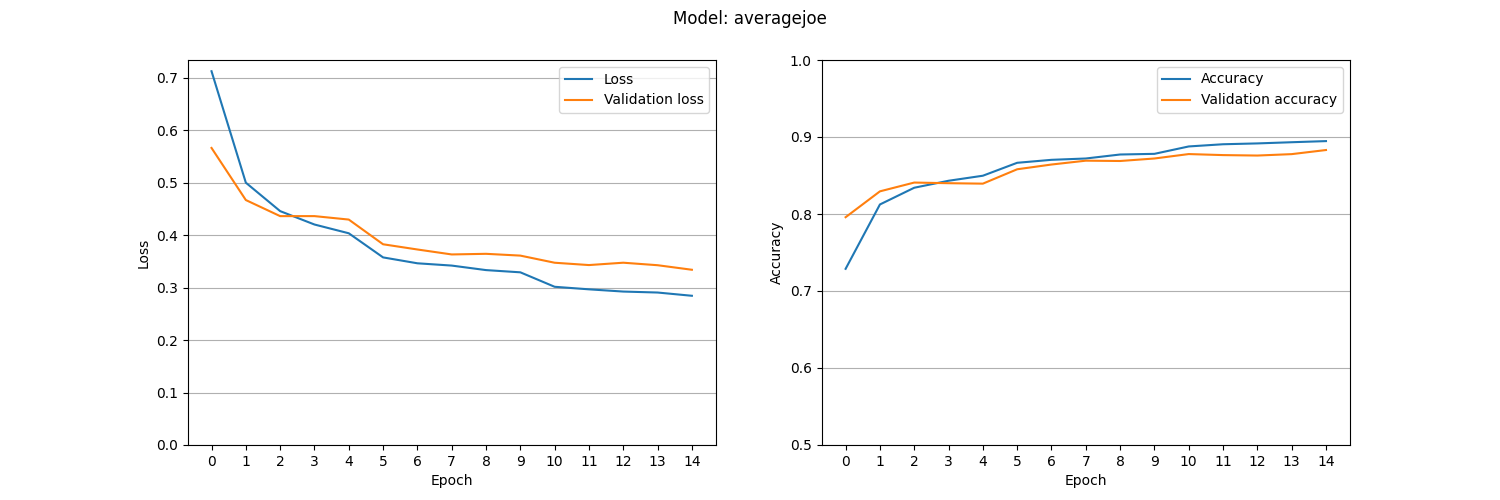 Model: averagejoe
Loss
Validation loss
0.7
0.6
0.5
0.4
0.3
0.2
0.1
0.0
Loss
0 1 2 3 4 5 6 7 8 9 10 11 12 13 14
Epoch
Accuracy
Validation accuracy
1.0
0.9
0.8
0.7
0.6
0.5
Accuracy
0 1 2 3 4 5 6 7 8 9 10 11 12 13 14
Epoch